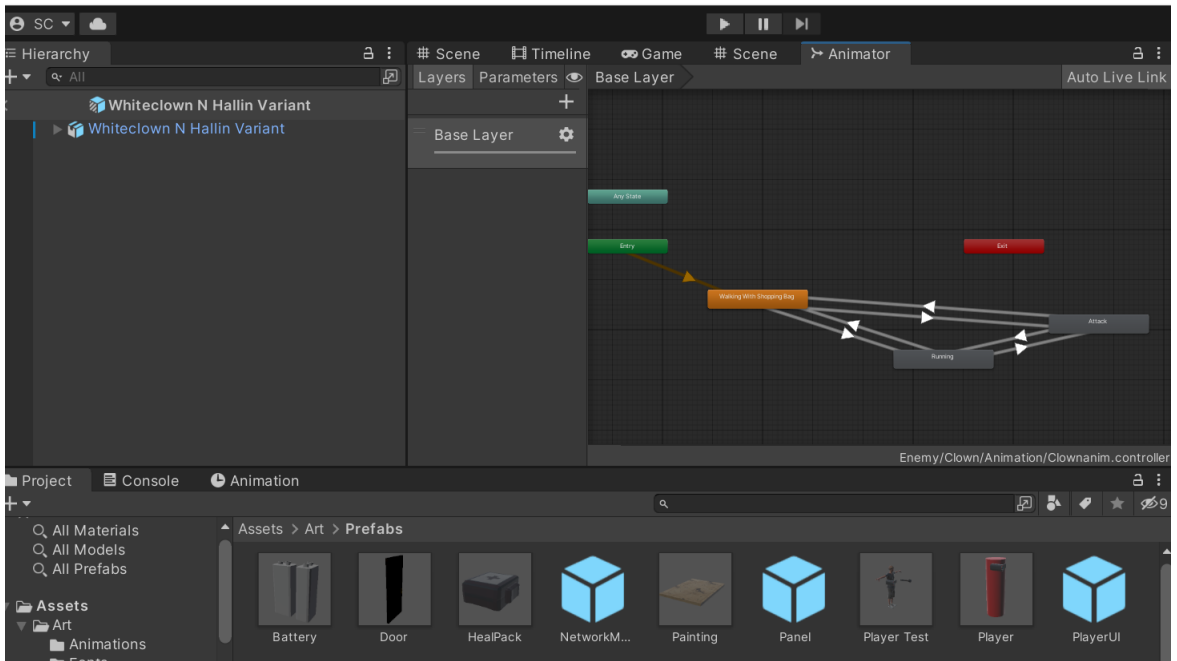 SC
Hierarchy
Scene
Timeline
Game
Scene
Animator
All
Layers
Parameters
Base Layer
Auto Live Link
Whiteclown N Hallin Variant
Whiteclown N Hallin Variant
Base Layer
Any State
Entry
Exit
Walking With Shopping Bag
Attack
Running
Enemy/Clown/Animation/Clownanim.controller
Project
Console
Animation
9
All Materials
All Models
All Prefabs
Assets
Art
Animations
Assets > Art > Prefabs
Battery
Door
HealPack
NetworkM...
Painting
Panel
Player Test
Player
PlayerUI